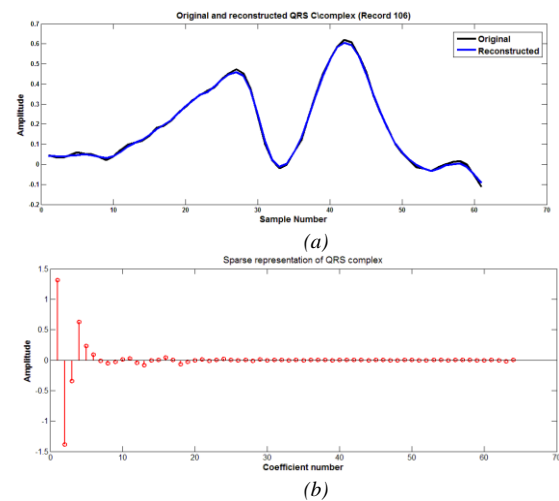 Original and reconstructed QRS C\complex (Record 106)
0.7
0.6
0.5
0.4
0.3
0.2
0.1
0
0.1
0.2
Amplitude
Original
Reconstructed
0 10 20 30 40 50 60 70
Sample Number
(a)
Sparse representation of QRS complex
1.5
1
0.5
0
-0.5
-1
-1.5
Amplitude
0 10 20 30 40 50 60 70
Coefficient number
(b)